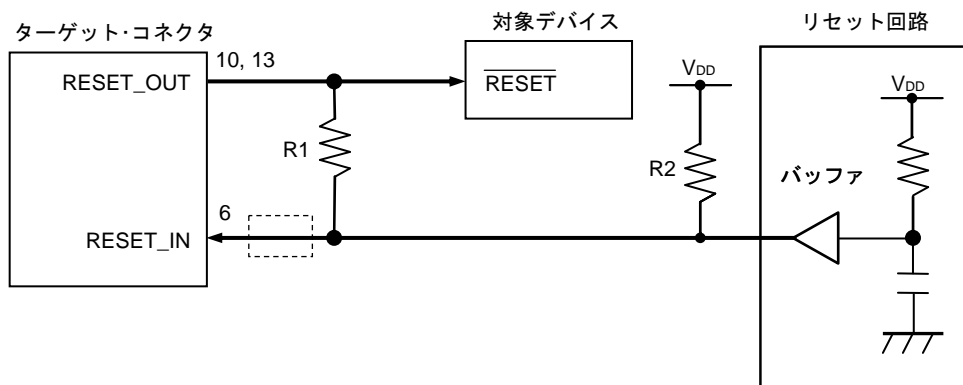 ターゲット・コネクタ
対象デバイス
リセット回路
10, 13
RESET_OUT
RESET
VDD
VDD
R1
R2
バッファ
6
RESET_IN